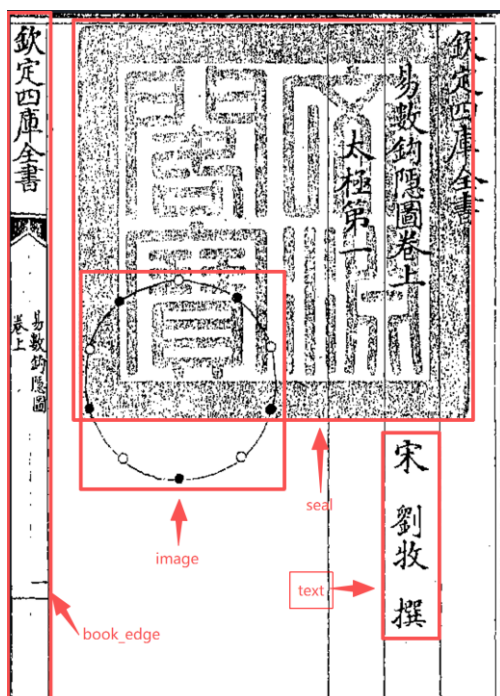 欽定四庫全書
易數鈎隱圖卷上
太極第一
宋 劉牧 撰
欽定四庫全書
易數鈎隱圖
卷上
一
seal
image
text
book_edge